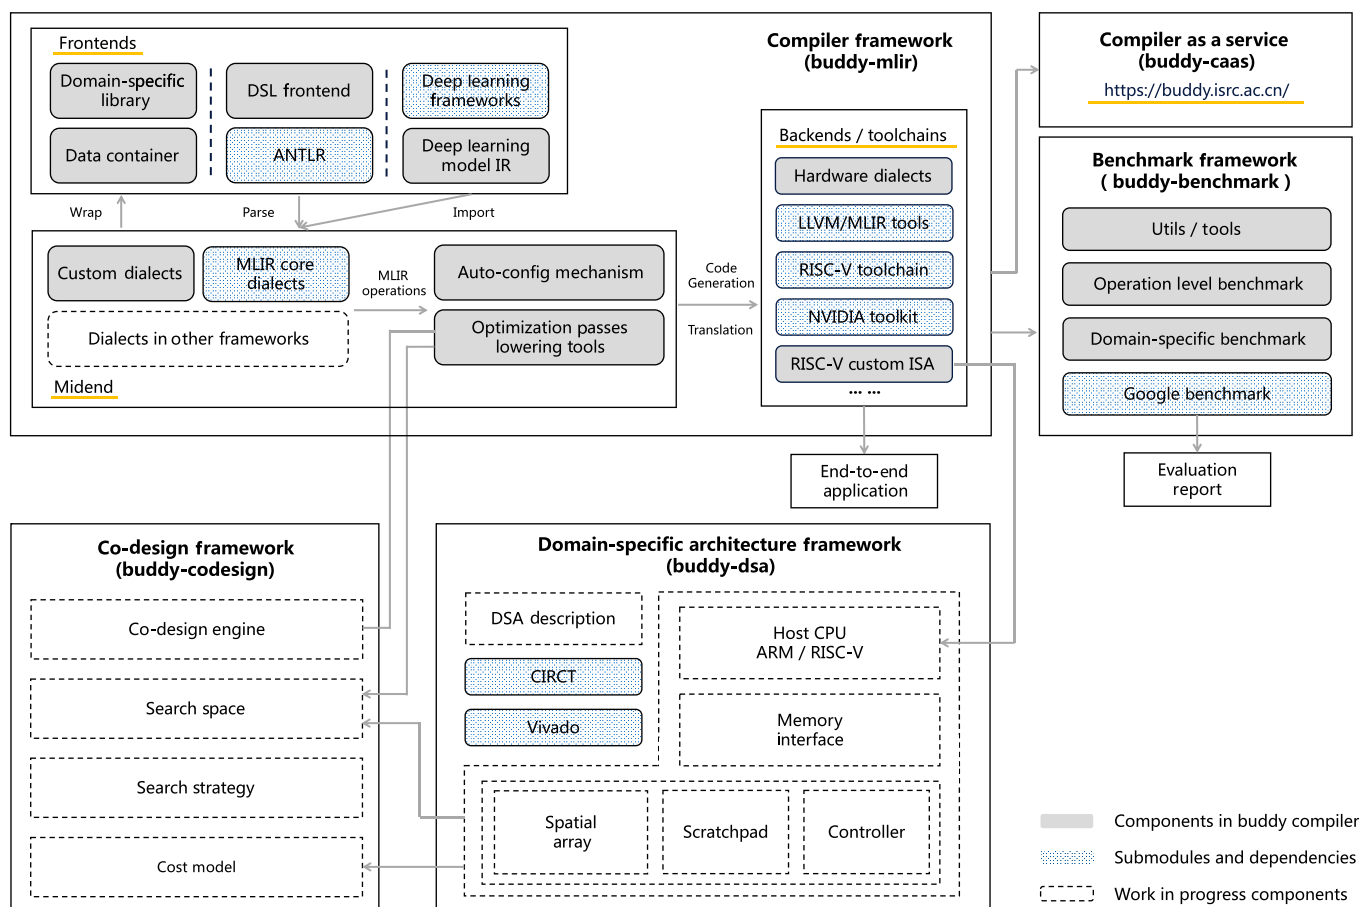 Frontends
Domain-specific
library
DSL frontend
Deep learning
frameworks
Data container
ANTLR
Deep learning
model IR
Wrap
Parse
Import
Custom dialects
MLIR core
dialects
Dialects in other frameworks
MLIR
operations
Auto-config mechanism
Optimization passes
lowering tools
Midend
Code
Generation
Translation
Compiler framework
(buddy-mlir)
Backends / toolchains
Hardware dialects
LLVM/MLIR tools
RISC-V toolchain
NVIDIA toolkit
RISC-V custom ISA
... ...
End-to-end
application
Compiler as a service
(buddy-caas)
https://buddy.isrc.ac.cn/
Benchmark framework
( buddy-benchmark )
Utils / tools
Operation level benchmark
Domain-specific benchmark
Google benchmark
Evaluation
report
Co-design framework
(buddy-codesign)
Co-design engine
Search space
Search strategy
Cost model
Domain-specific architecture framework
(buddy-dsa)
DSA description
CIRCT
Vivado
Host CPU
ARM / RISC-V
Memory
interface
Spatial
array
Scratchpad
Controller
Components in buddy compiler
Submodules and dependencies
Work in progress components